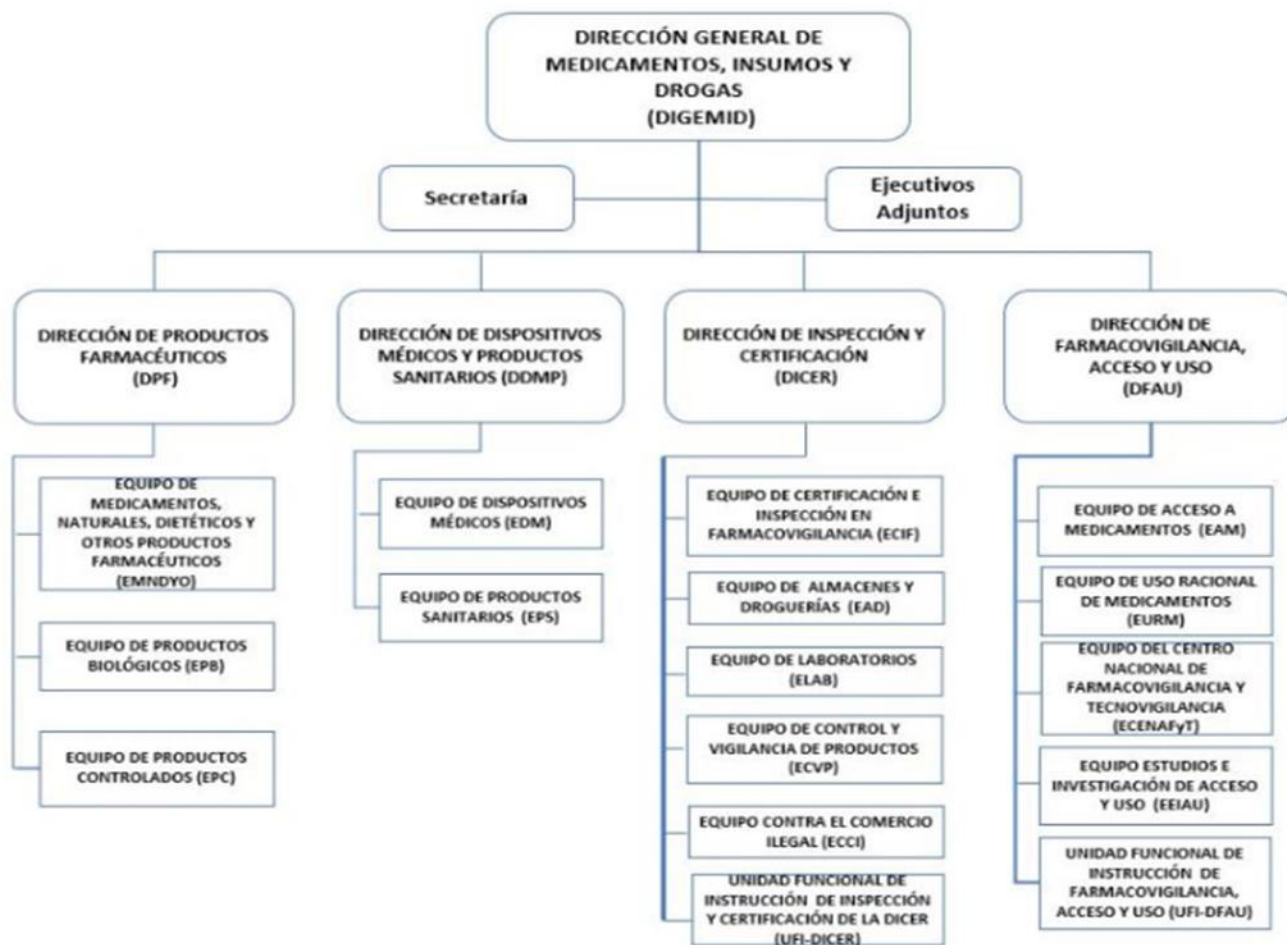 DIRECCIÓN GENERAL DE
MEDICAMENTOS, INSUMOS Y
DROGAS
(DIGEMID)
Secretaría
Ejecutivos
Adjuntos
DIRECCIÓN DE PRODUCTOS
FARMACÉUTICOS
(DPF)
DIRECCIÓN DE DISPOSITIVOS
MÉDICOS Y PRODUCTOS
SANITARIOS (DDMP)
DIRECCIÓN DE INSPECCIÓN Y
CERTIFICACIÓN
(DICER)
DIRECCIÓN DE
FARMACOVIGILANCIA,
ACCESO Y USO
(DFAU)
EQUIPO DE
MEDICAMENTOS,
NATURALES, DIETÉTICOS Y
OTROS PRODUCTOS
FARMACÉUTICOS
(EMNDYO)
EQUIPO DE PRODUCTOS
BIOLÓGICOS (EPB)
EQUIPO DE PRODUCTOS
CONTROLADOS (EPC)
EQUIPO DE DISPOSITIVOS
MÉDICOS (EDM)
EQUIPO DE PRODUCTOS
SANITARIOS (EPS)
EQUIPO DE CERTIFICACIÓN E
INSPECCIÓN EN
FARMACOVIGILANCIA (ECIF)
EQUIPO DE ALMACENES Y
DROGUERÍAS (EAD)
EQUIPO DE LABORATORIOS
(ELAB)
EQUIPO DE CONTROL Y
VIGILANCIA DE PRODUCTOS
(ECVP)
EQUIPO CONTRA EL COMERCIO
ILEGAL (ECCI)
UNIDAD FUNCIONAL DE
INSTRUCCIÓN DE INSPECCIÓN
Y CERTIFICACIÓN DE LA DICER
(UFI-DICER)
EQUIPO DE ACCESO A
MEDICAMENTOS (EAM)
EQUIPO DE USO RACIONAL
DE MEDICAMENTOS
(EURM)
EQUIPO DEL CENTRO
NACIONAL DE
FARMACOVIGILANCIA Y
TECNOVIGILANCIA
(ECENAFyT)
EQUIPO ESTUDIOS E
INVESTIGACIÓN DE ACCESO
Y USO (EEIAU)
UNIDAD FUNCIONAL DE
INSTRUCCIÓN DE
FARMACOVIGILANCIA,
ACCESO Y USO (UFI-DFAU)